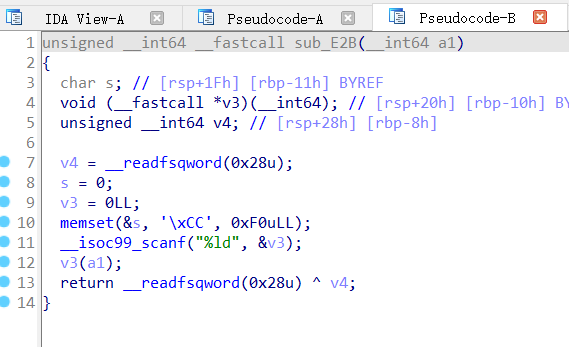 IDA View-A Pseudocode-A Pseudocode-B
1 unsigned __int64 __fastcall sub_E2B(__int64 a1)
2 {
3 char s; // [rsp+1Fh] [rbp-11h] BYREF
4 void (__fastcall *v3)(__int64); // [rsp+20h] [rbp-10h] BY
5 unsigned __int64 v4; // [rsp+28h] [rbp-8h]
6
7 v4 = __readfsqword(0x28u);
8 s = 0;
9 v3 = 0LL;
10 memset(&s, '\xCC', 0xF0uLL);
11 __isoc99_scanf("%ld", &v3);
12 v3(a1);
13 return __readfsqword(0x28u) ^ v4;
14 }